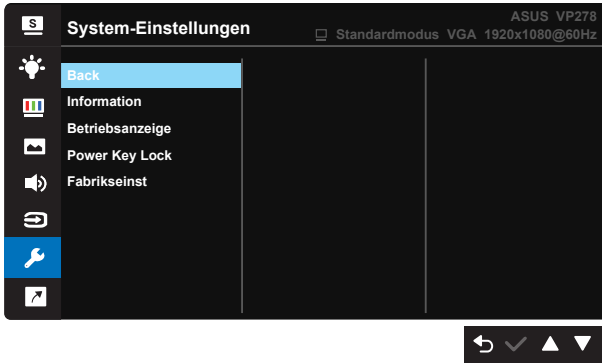 S
System-Einstellungen
ASUS VP278
Standardmodus VGA 1920x1080@60Hz
Back
Information
Betriebsanzeige
Power Key Lock
Fabrikseinst